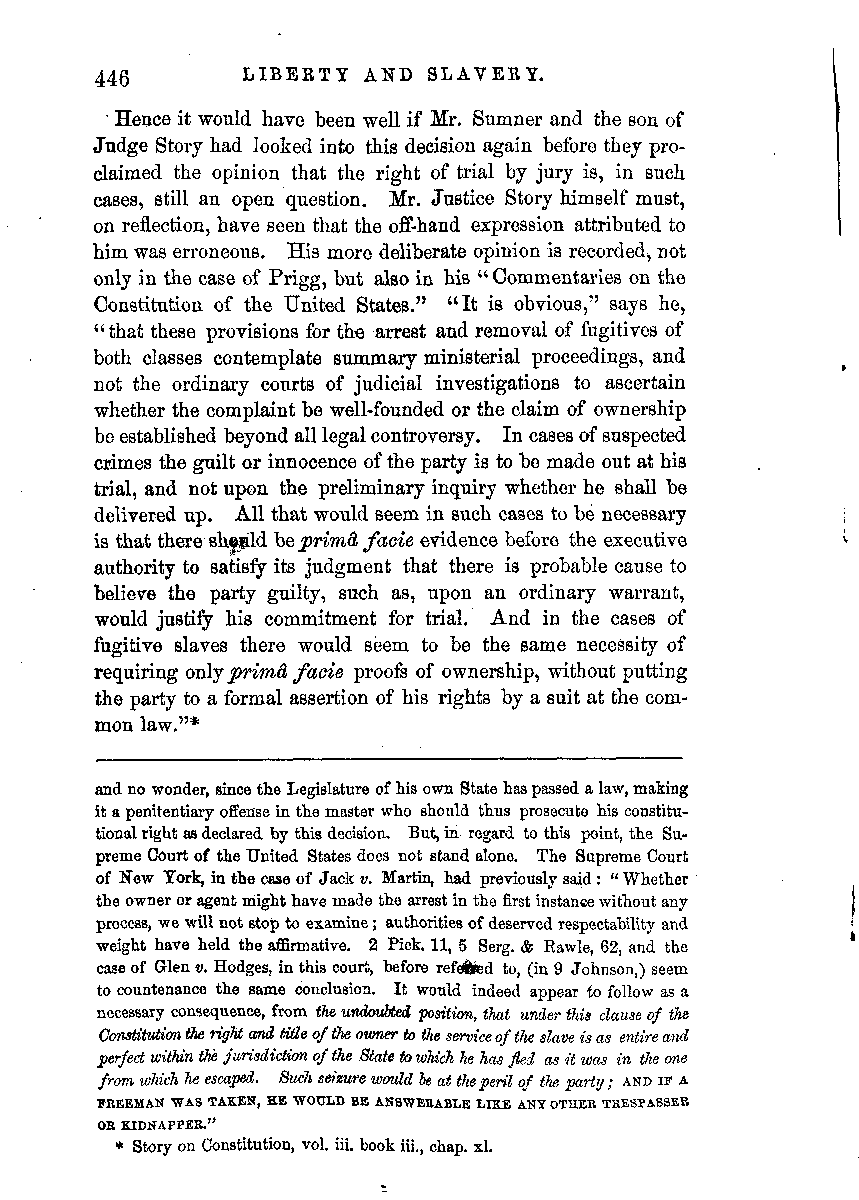 446 LIBERTY AND SLAVERY.
Hence it would have been well if Mr. Sumner and the son of
Judge Story had looked into this decision again before they pro-
claimed the opinion that the right of trial by jury is, in such
cases, still an open question. Mr. Justice Story himself must,
on reflection, have seen that the off-hand expression attributed to
him was erroneous. His more deliberate opinion is recorded, not
only in the case of Prigg, but also in his "Commentaries on the
Constitution of the United States." "It is obvious," says he,
"that these provisions for the arrest and removal of fugitives of
both classes contemplate summary ministerial proceedings, and
not the ordinary courts of judicial investigations to ascertain
whether the complaint be well-founded or the claim of ownership
be established beyond all legal controversy. In cases of suspected
crimes the guilt or innocence of the party is to be made out at his
trial, and not upon the preliminary inquiry whether he shall be
delivered up. All that would seem in such cases to be necessary
is that there should be primâ facie evidence before the executive
authority to satisfy its judgment that there is probable cause to
believe the party guilty, such as, upon an ordinary warrant,
would justify his commitment for trial. And in the cases of
fugitive slaves there would seem to be the same necessity of
requiring only primâ facie proofs of ownership, without putting
the party to a formal assertion of his rights by a suit at the com-
mon law."*
and no wonder, since the Legislature of his own State has passed a law, making
it a penitentiary offense in the master who should thus prosecute his constitu-
tional right as declared by this decision. But, in regard to this point, the Su-
preme Court of the United States does not stand alone. The Supreme Court
of New York, in the case of Jack v. Martin, had previously said: "Whether
the owner or agent might have made the arrest in the first instance without any
process, we will not stop to examine; authorities of deserved respectability and
weight have held the affirmative. 2 Pick. 11, 5 Serg. & Rawle, 62, and the
case of Glen v. Hodges, in this court, before referred to, (in 9 Johnson,) seem
to countenance the same conclusion. It would indeed appear to follow as a
necessary consequence, from the undoubted position, that under this clause of the
Constitution the right and title of the owner to the service of the slave is as entire and
perfect within the jurisdiction of the State to which he has fled as it was in the one
from which he escaped. Such seizure would be at the peril of the party; AND IF A
FREEMAN WAS TAKEN, HE WOULD BE ANSWERABLE LIKE ANY OTHER TRESPASSER
OR KIDNAPPER."
* Story on Constitution, vol. iii. book iii., chap. xl.